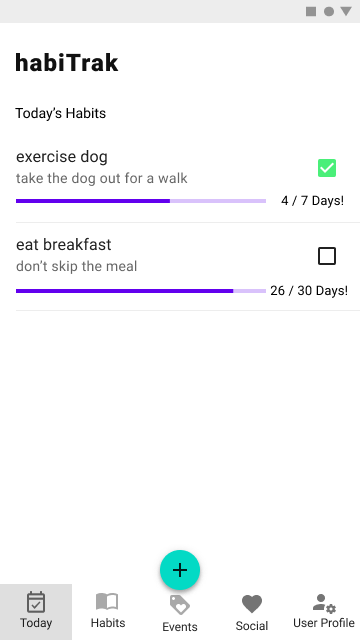 habiTrak
Today's Habits
exercise dog
take the dog out for a walk
4 / 7 Days!
eat breakfast
don't skip the meal
26 / 30 Days!
Today
Habits
Events
Social
User Profile